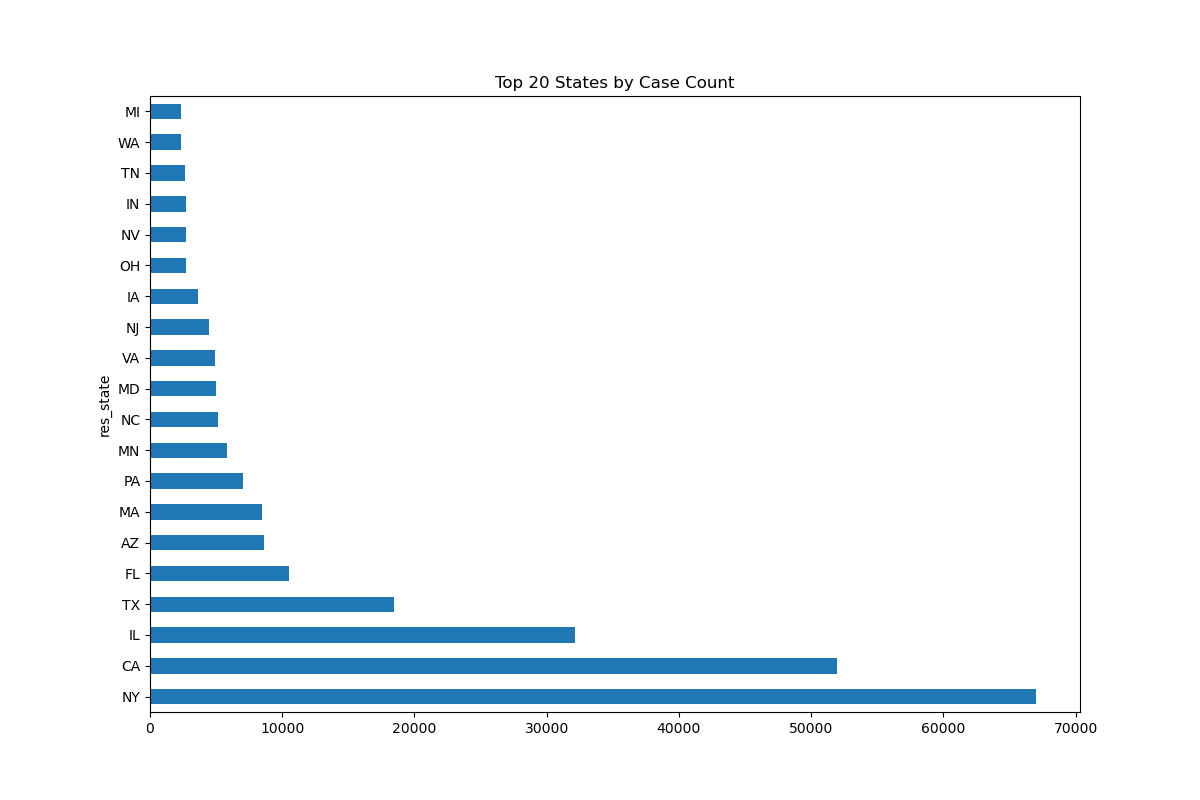 Top 20 States by Case Count
MI
WA
TN
IN
NV
OH
IA
NJ
VA
MD
NC
MN
PA
MA
AZ
FL
TX
IL
CA
NY
res_state
0 10000 20000 30000 40000 50000 60000 70000